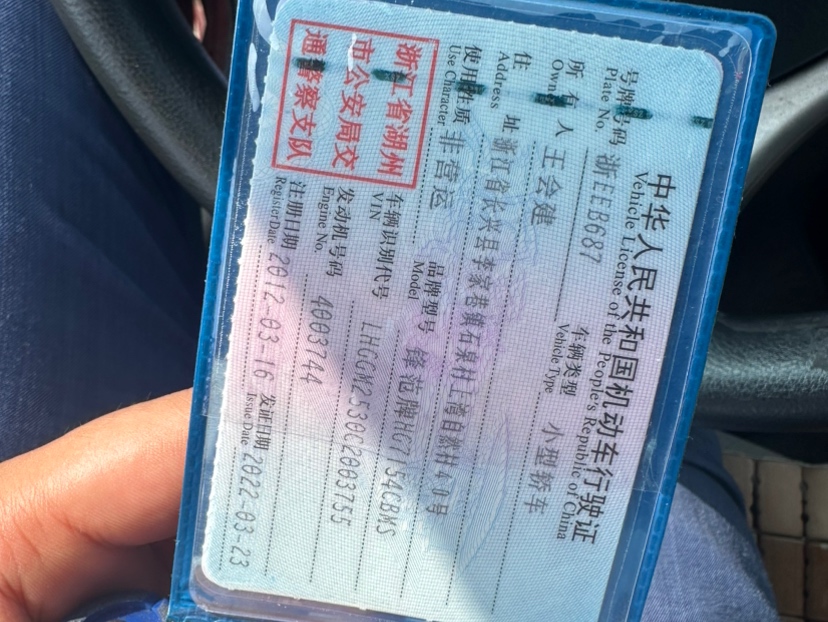 中华人民共和国机动车行驶证
Vehicle License of the People's Republic of China
号牌号码 浙EEB687 车辆类型 小型轿车
Plate No. Vehicle Type
所有人 王会建
Owner
住址 浙江省长兴县李家巷镇石泉村上湾自然村40号
Address
使用性质 非营运 品牌型号 锋范牌HG7154CBMS
Use Character Model
车辆识别代号 LHGGM2530C2003755
VIN
发动机号码 4003744
Engine No.
注册日期 2012-03-16 发证日期 2022-03-23
Register Date Issue Date
浙江省湖州
市公安局交
通警察支队